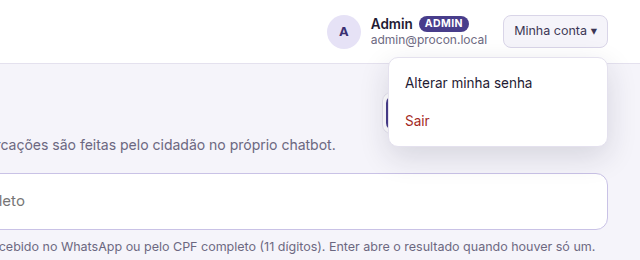 A
Admin ADMIN
admin@procon.local
Minha conta ▾
Alterar minha senha
Sair
cações são feitas pelo cidadão no próprio chatbot.
leto
cebido no WhatsApp ou pelo CPF completo (11 dígitos). Enter abre o resultado quando houver só um.